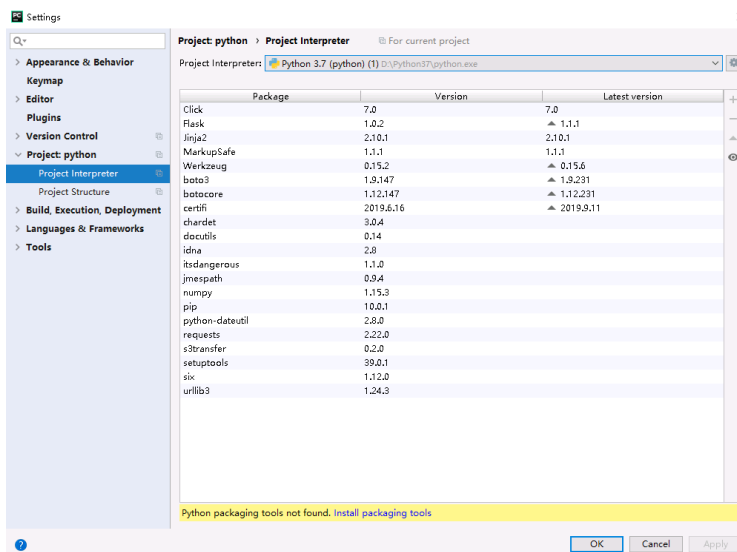 PC Settings
Project: python › Project Interpreter For current project
Project Interpreter: Python 3.7 (python) (1) D:\Python37\python.exe
Appearance & Behavior
Keymap
Editor
Plugins
Version Control
Project: python
Project Interpreter
Project Structure
Build, Execution, Deployment
Languages & Frameworks
Tools
Package Version Latest version
Click 7.0 7.0
Flask 1.0.2 1.1.1
Jinja2 2.10.1 2.10.1
MarkupSafe 1.1.1 1.1.1
Werkzeug 0.15.2 0.15.6
boto3 1.9.147 1.9.231
botocore 1.12.147 1.12.231
certifi 2019.6.16 2019.9.11
chardet 3.0.4
docutils 0.14
idna 2.8
itsdangerous 1.1.0
jmespath 0.9.4
numpy 1.15.3
pip 10.0.1
python-dateutil 2.8.0
requests 2.22.0
s3transfer 0.2.0
setuptools 39.0.1
six 1.12.0
urllib3 1.24.3
Python packaging tools not found. Install packaging tools
? OK Cancel Apply